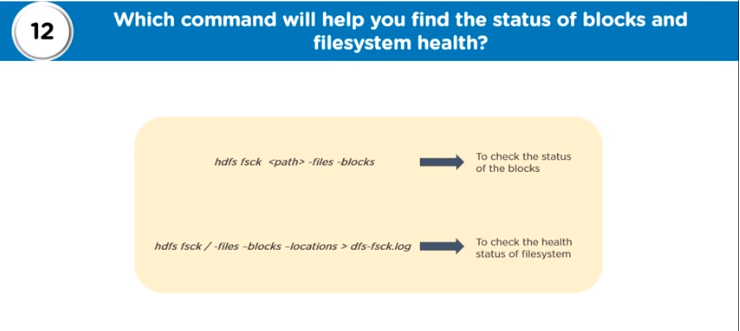 12
Which command will help you find the status of blocks and
filesystem health?
hdfs fsck <path> -files -blocks
To check the status
of the blocks
hdfs fsck / -files -blocks -locations > dfs-fsck.log
To check the health
status of filesystem